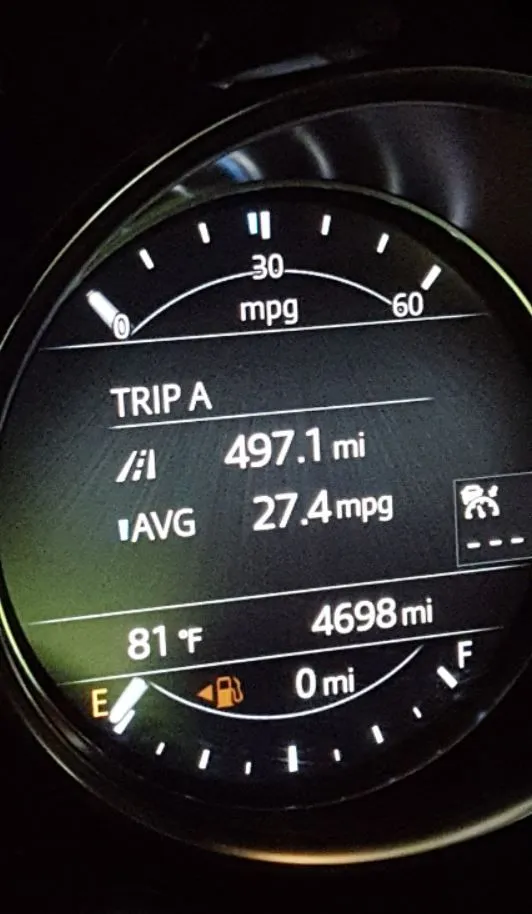 30
0 mpg 60
TRIP A
497.1 mi
AVG 27.4 mpg
---
81 °F 4698 mi
E 0 mi F